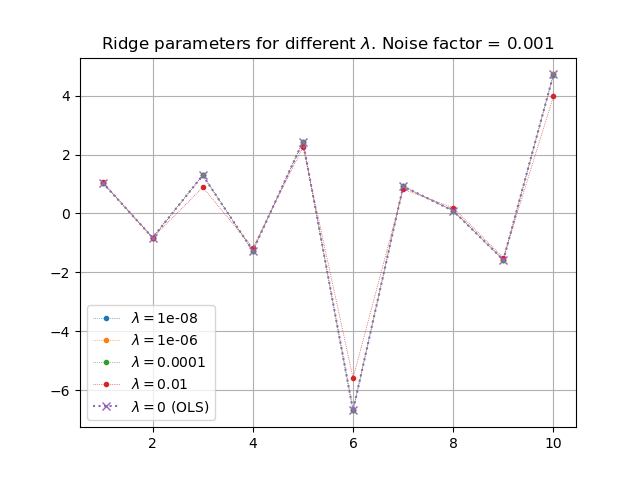 Ridge parameters for different λ. Noise factor = 0.001
4
2
0
−2
−4
−6
λ = 1e-08
λ = 1e-06
λ = 0.0001
λ = 0.01
λ = 0 (OLS)
2 4 6 8 10